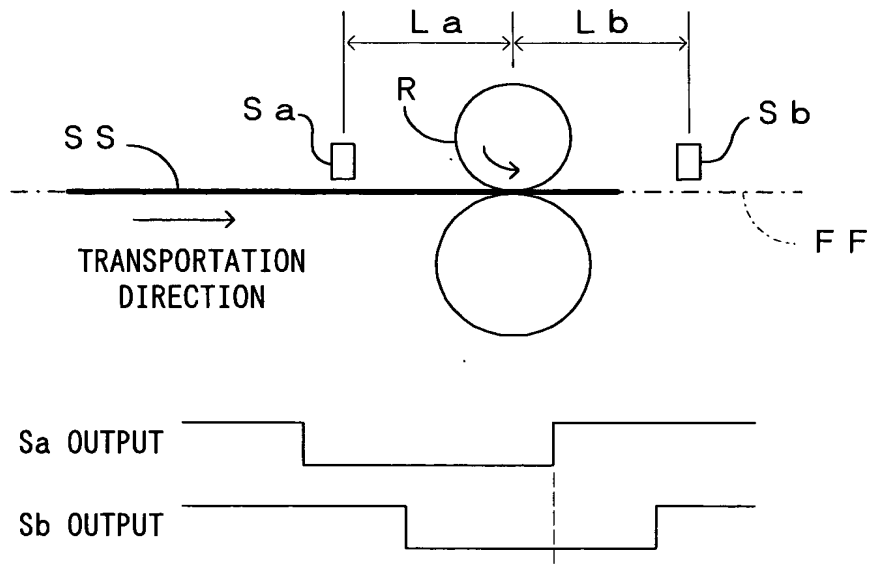 La
Lb
R
Sa
Sb
SS
FF
TRANSPORTATION
DIRECTION
Sa OUTPUT
Sb OUTPUT